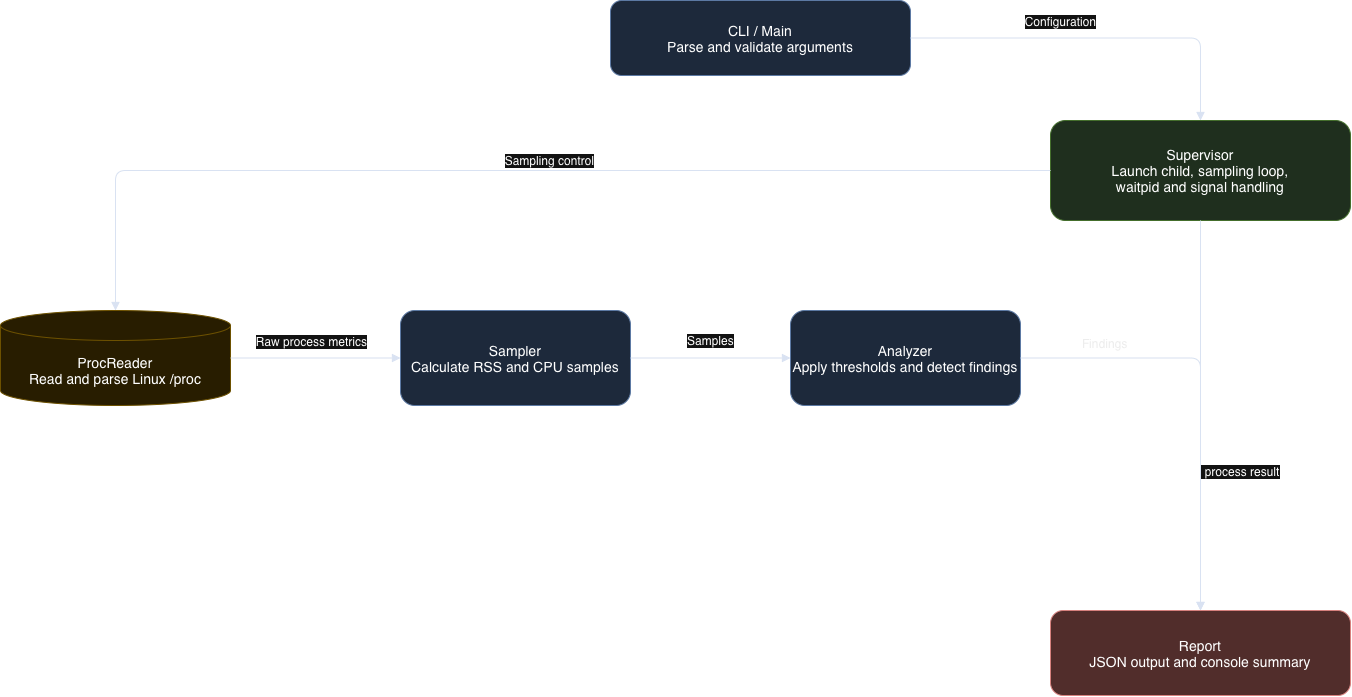 CLI / Main
Parse and validate arguments
Configuration
Supervisor
Launch child, sampling loop,
waitpid and signal handling
Sampling control
ProcReader
Read and parse Linux /proc
Raw process metrics
Sampler
Calculate RSS and CPU samples
Samples
Analyzer
Apply thresholds and detect findings
Findings
process result
Report
JSON output and console summary